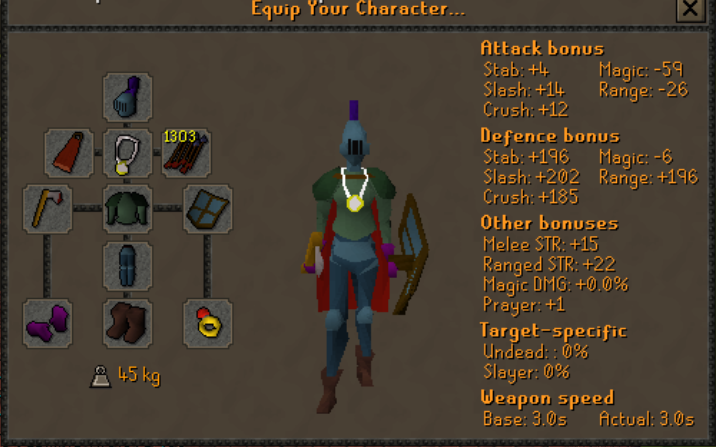 Equip Your Character...
Attack bonus
Stab: +4 Magic: -59
Slash: +14 Range: -26
Crush: +12
1303
Defence bonus
Stab: +196 Magic: -6
Slash: +202 Range: +196
Crush: +185
Other bonuses
Melee STR: +15
Ranged STR: +22
Magic DMG: +0.0%
Prayer: +1
Target-specific
Undead: : 0%
Slayer: 0%
45 kg
Weapon speed
Base: 3.0s Actual: 3.0s